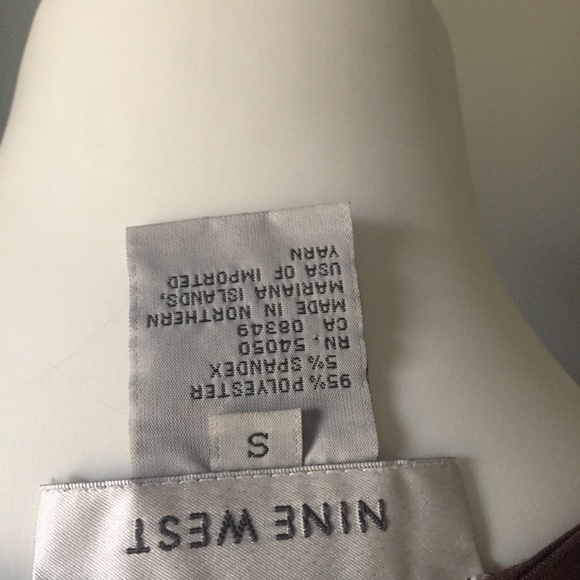 NINE WEST
S
95% POLYESTER
5% SPANDEX
RN. 54050
CA 08349
MADE IN NORTHERN
MARIANA ISLANDS,
USA OF IMPORTED
YARN